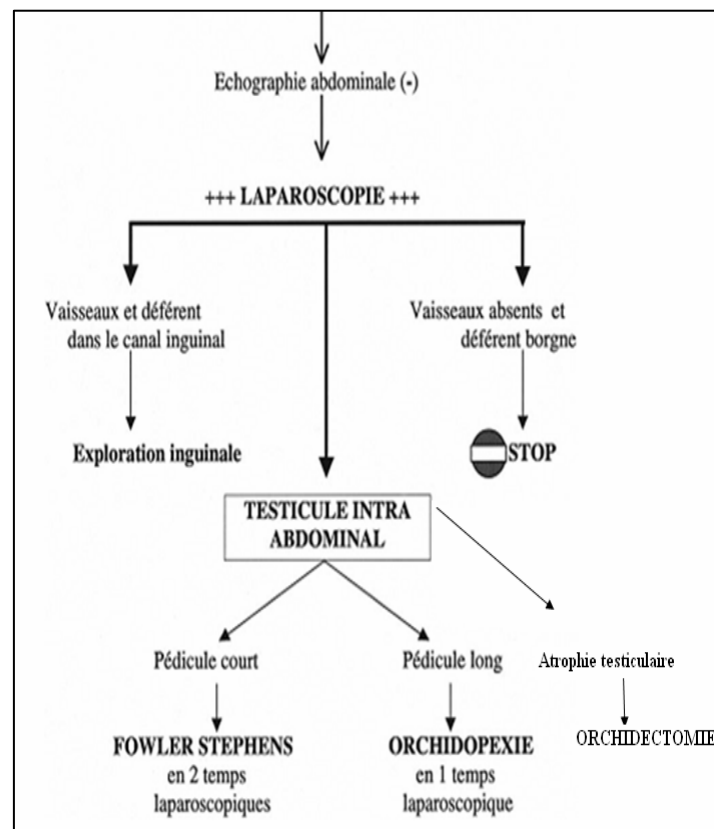 Echographie abdominale (-)
+++ LAPAROSCOPIE +++
Vaisseaux et déférent
dans le canal inguinal
Exploration inguinale
Vaisseaux absents et
déférent borgne
STOP
TESTICULE INTRA
ABDOMINAL
Pédicule court
FOWLER STEPHENS
en 2 temps
laparoscopiques
Pédicule long
ORCHIDOPEXIE
en 1 temps
laparoscopique
Atrophie testiculaire
ORCHIDECTOMIE